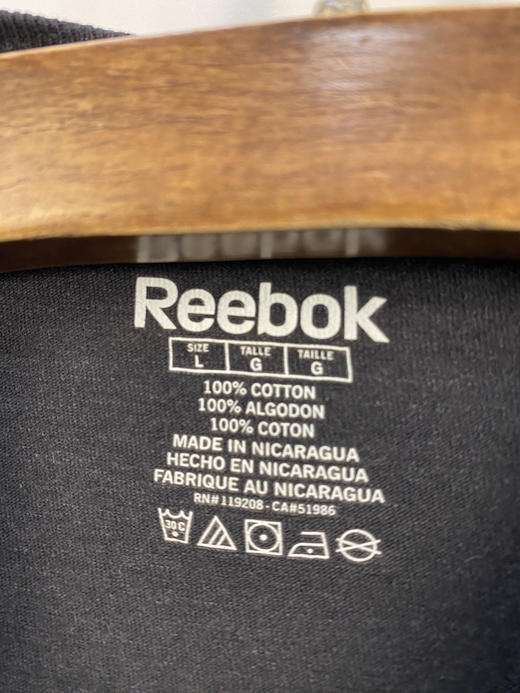 Reebok
SIZE TALLE TAILLE
L G G
100% COTTON
100% ALGODON
100% COTON
MADE IN NICARAGUA
HECHO EN NICARAGUA
FABRIQUE AU NICARAGUA
RN#119208-CA#51986
30C